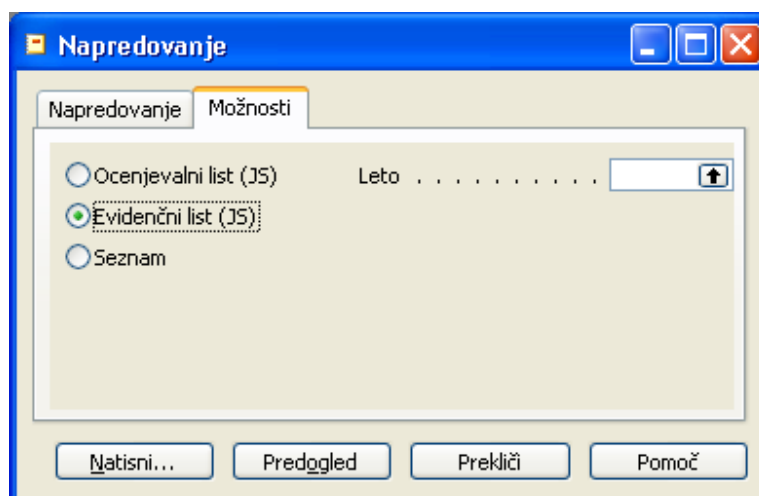 Napredovanje
Napredovanje Možnosti
Ocenjevalni list (JS) Leto . . . . . . . . . .
Evidenčni list (JS)
Seznam
Natisni... Predogled Prekliči Pomoč